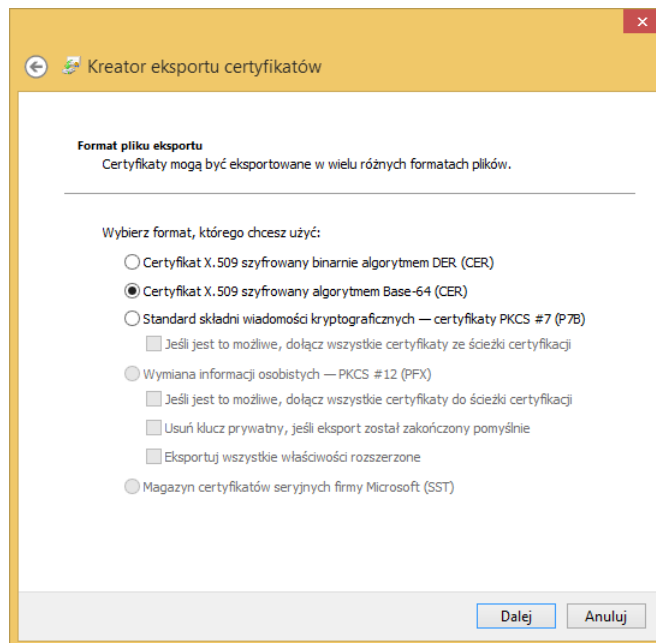 Kreator eksportu certyfikatów
Format pliku eksportu
Certyfikaty mogą być eksportowane w wielu różnych formatach plików.
Wybierz format, którego chcesz użyć:
Certyfikat X.509 szyfrowany binarnie algorytmem DER (CER)
Certyfikat X.509 szyfrowany algorytmem Base-64 (CER)
Standard składni wiadomości kryptograficznych — certyfikaty PKCS #7 (P7B)
Jeśli jest to możliwe, dołącz wszystkie certyfikaty ze ścieżki certyfikacji
Wymiana informacji osobistych — PKCS #12 (PFX)
Jeśli jest to możliwe, dołącz wszystkie certyfikaty do ścieżki certyfikacji
Usuń klucz prywatny, jeśli eksport został zakończony pomyślnie
Eksportuj wszystkie właściwości rozszerzone
Magazyn certyfikatów seryjnych firmy Microsoft (SST)
Dalej Anuluj